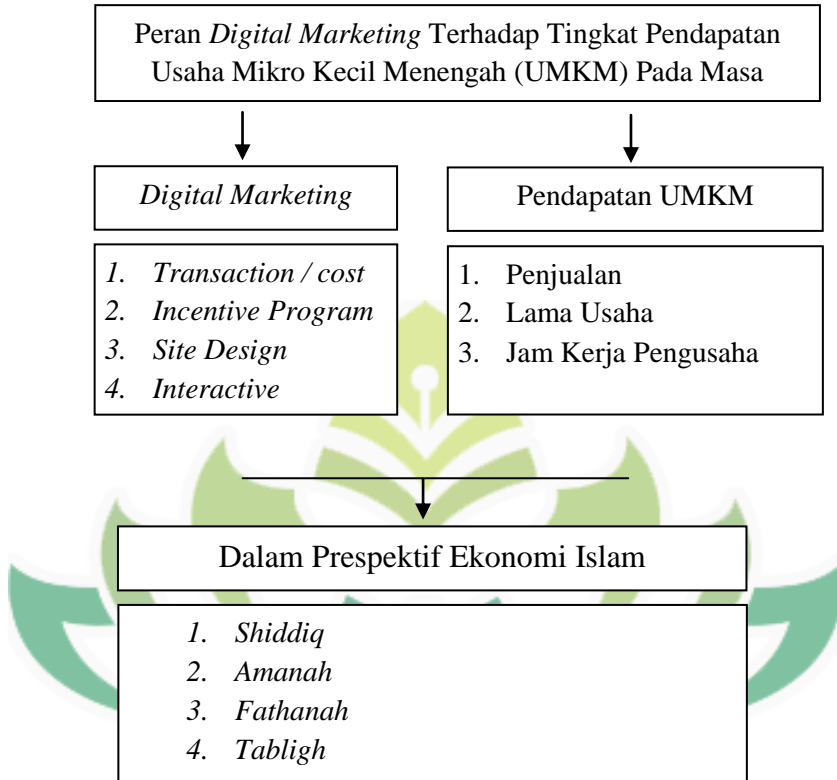 Peran Digital Marketing Terhadap Tingkat Pendapatan
Usaha Mikro Kecil Menengah (UMKM) Pada Masa
Digital Marketing
1. Transaction / cost
2. Incentive Program
3. Site Design
4. Interactive
Pendapatan UMKM
1. Penjualan
2. Lama Usaha
3. Jam Kerja Pengusaha
Dalam Prespektif Ekonomi Islam
1. Shiddiq
2. Amanah
3. Fathanah
4. Tabligh